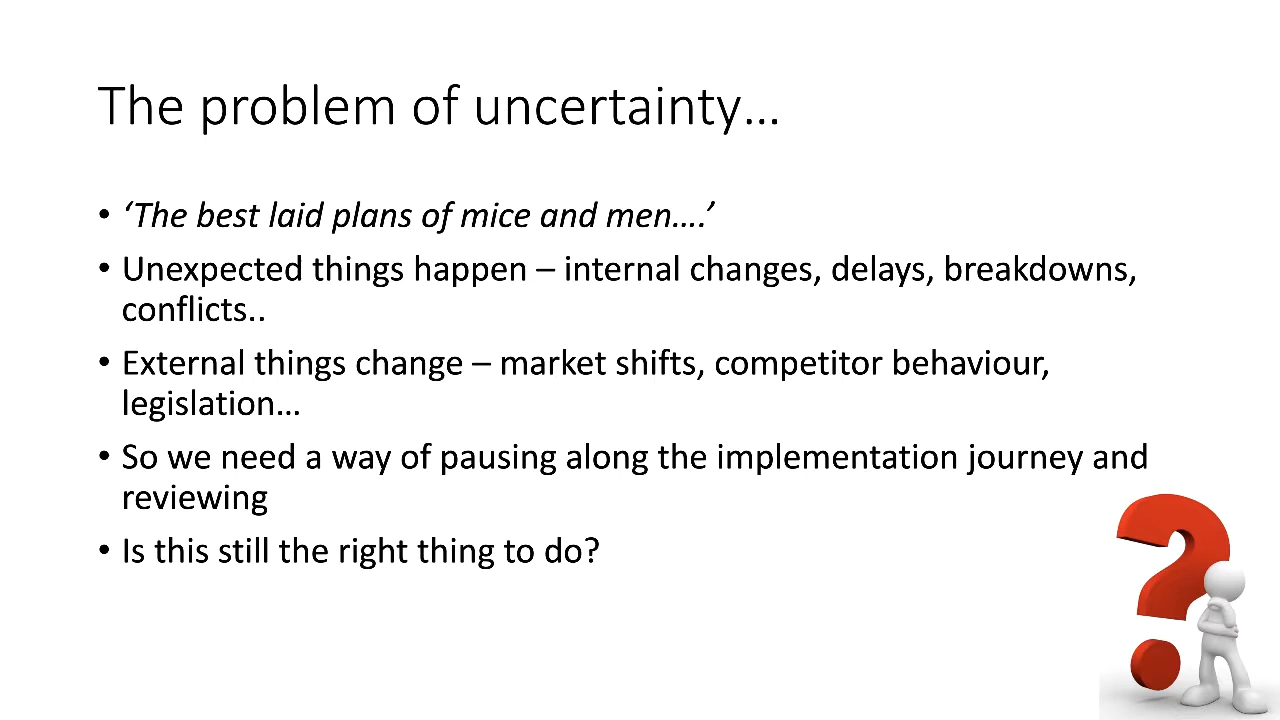 The problem of uncertainty…
• ‘The best laid plans of mice and men….’
• Unexpected things happen – internal changes, delays, breakdowns,
conflicts..
• External things change – market shifts, competitor behaviour,
legislation…
• So we need a way of pausing along the implementation journey and
reviewing
• Is this still the right thing to do?